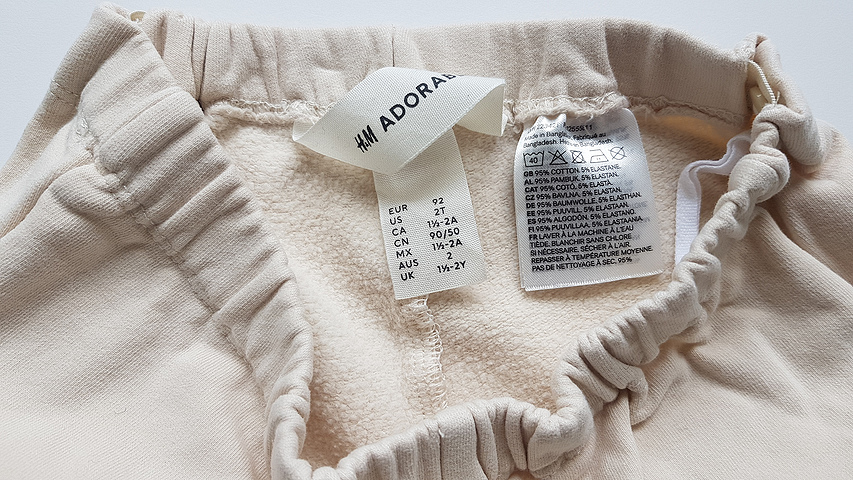 H&M ADORAB
EUR 92
US 2T
CA 1½-2A
CN 90/50
MX 1½-2A
AUS 2
UK 1½-2Y
Made in Fabriqué au
Bangladesh.
40
GB 95% COTTON, 5% ELASTANE.
AL 95% PAMBUK, 5% ELASTAN.
CAT 95% COTÓ, 5% ELASTÀ.
CZ 95% BAVLNA, 5% ELASTAN.
DE 95% BAUMWOLLE, 5% ELASTHAN.
EE 95% PUUVILL, 5% ELASTAAN.
ES 95% ALGODÓN, 5% ELASTANO.
FI 95% PUUVILLAA, 5% ELASTAANIA.
FR LAVER À LA MACHINE À L'EAU
TIÈDE. BLANCHIR SANS CHLORE
SI NÉCESSAIRE. SÉCHER À L'AIR.
REPASSER À TEMPÉRATURE MOYENNE.
PAS DE NETTOYAGE À SEC. 95%